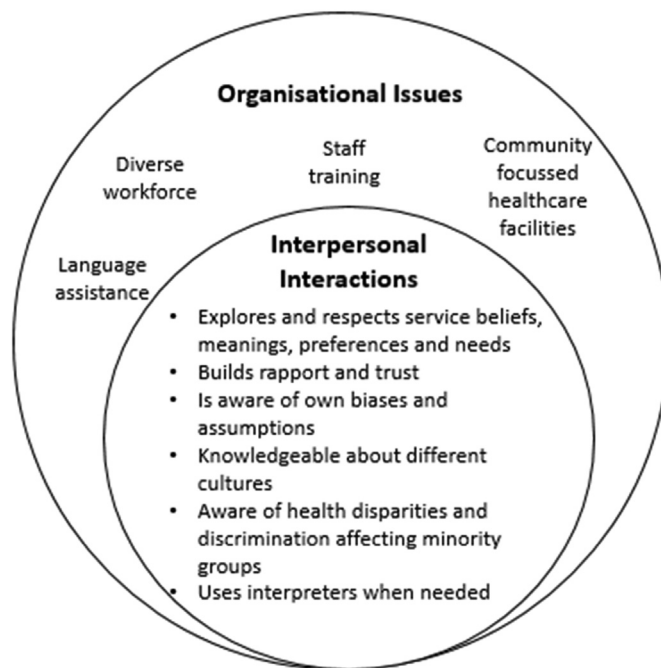 Organisational Issues
Diverse
workforce
Staff
training
Community
focussed
healthcare
facilities
Language
assistance
Interpersonal
Interactions
• Explores and respects service beliefs,
meanings, preferences and needs
• Builds rapport and trust
• Is aware of own biases and
assumptions
• Knowledgeable about different
cultures
• Aware of health disparities and
discrimination affecting minority
groups
• Uses interpreters when needed